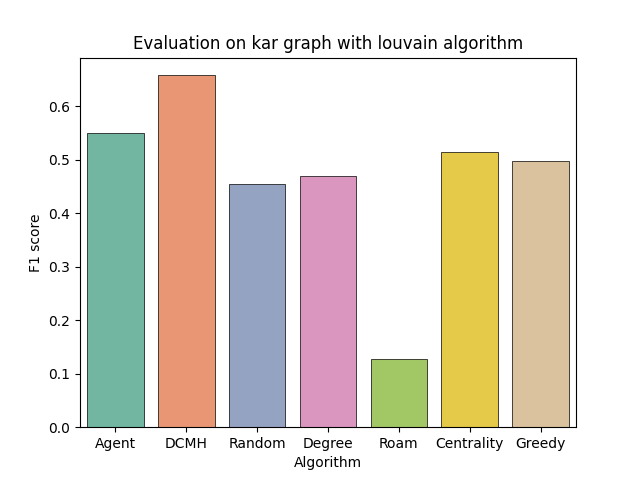 Evaluation on kar graph with louvain algorithm
F1 score
0.6
0.5
0.4
0.3
0.2
0.1
0.0
Agent DCMH Random Degree Roam Centrality Greedy
Algorithm